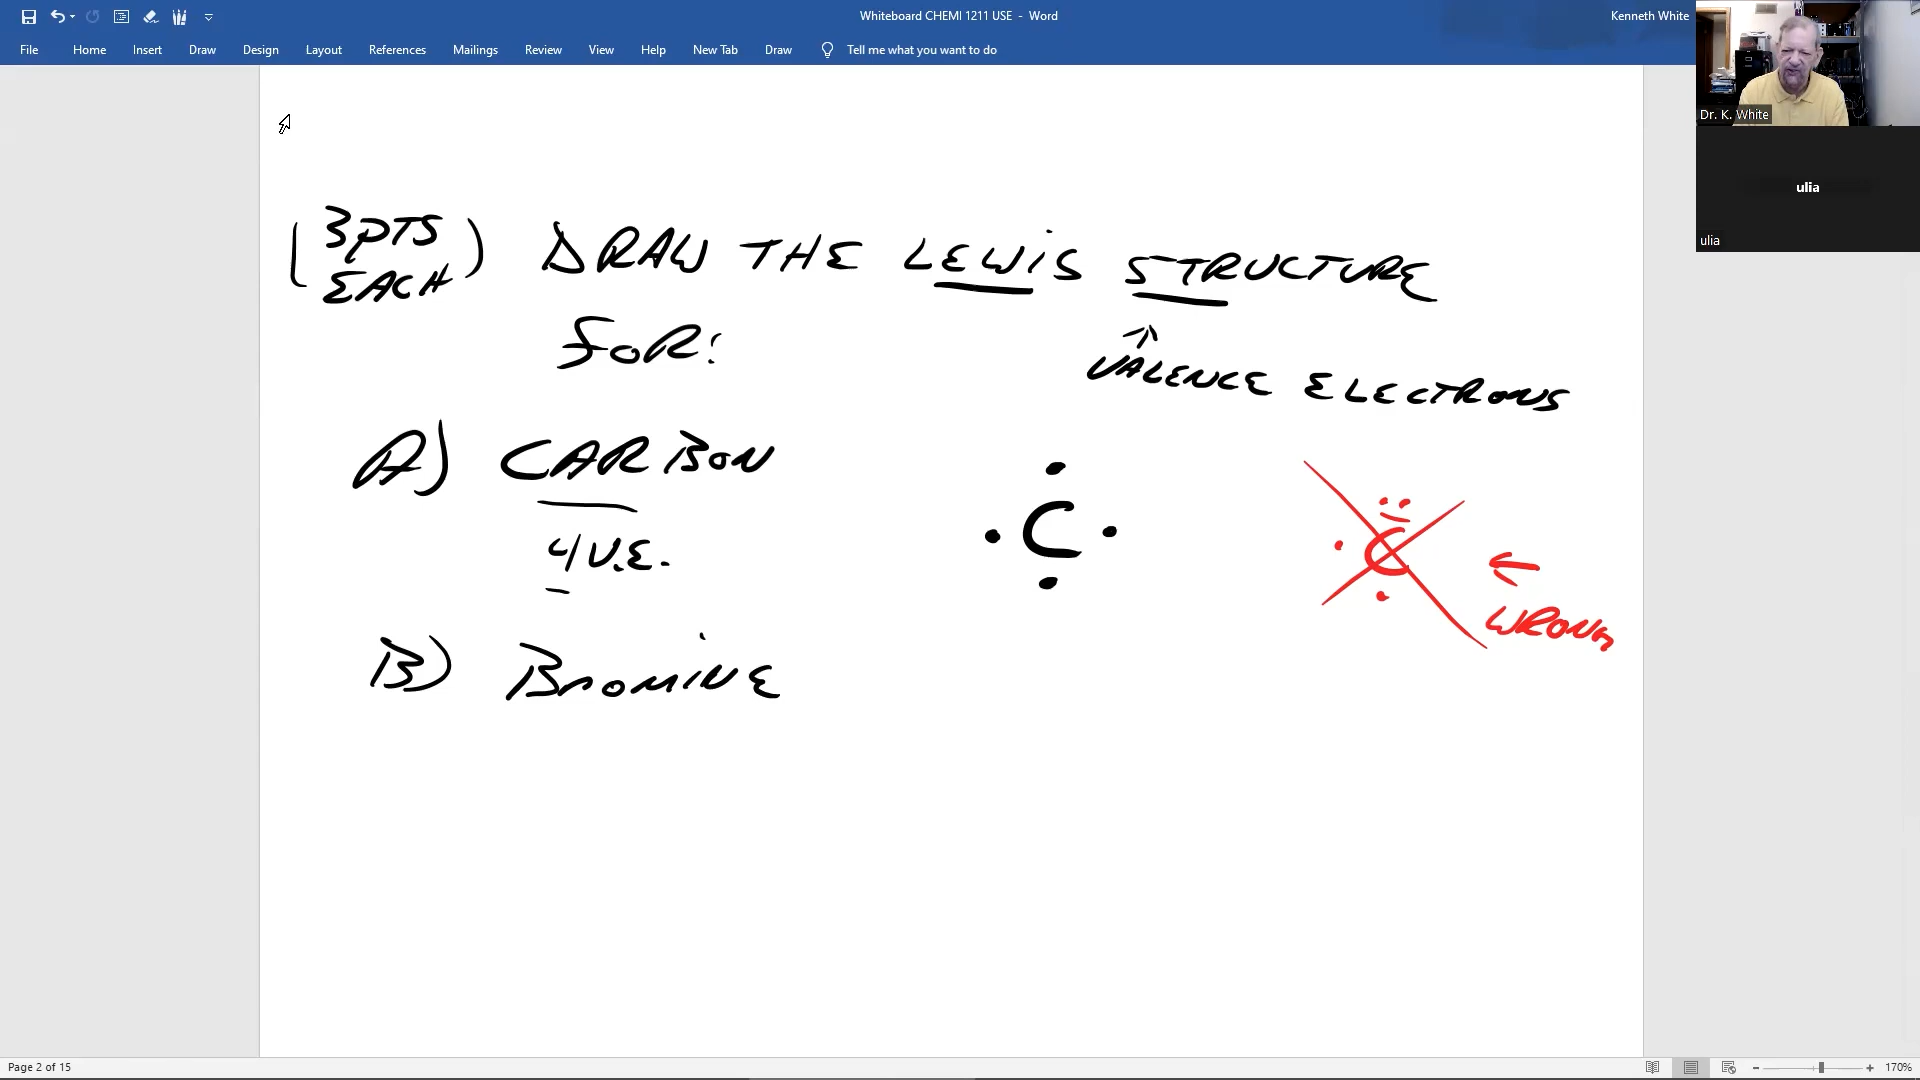 Whiteboard CHEMI 1211 USE - Word
Kenneth White
File Home Insert Draw Design Layout References Mailings Review View Help New Tab Draw Tell me what you want to do
Dr. K. White
ulia
ulia
(3PTS EACH) DRAW THE LEWiS STRUCTURE
FOR:
VALENCE ELECTRONS
A) CARBON
C
C
4 V.E.
WRONG
B) BROMiNE
Page 2 of 15
170%